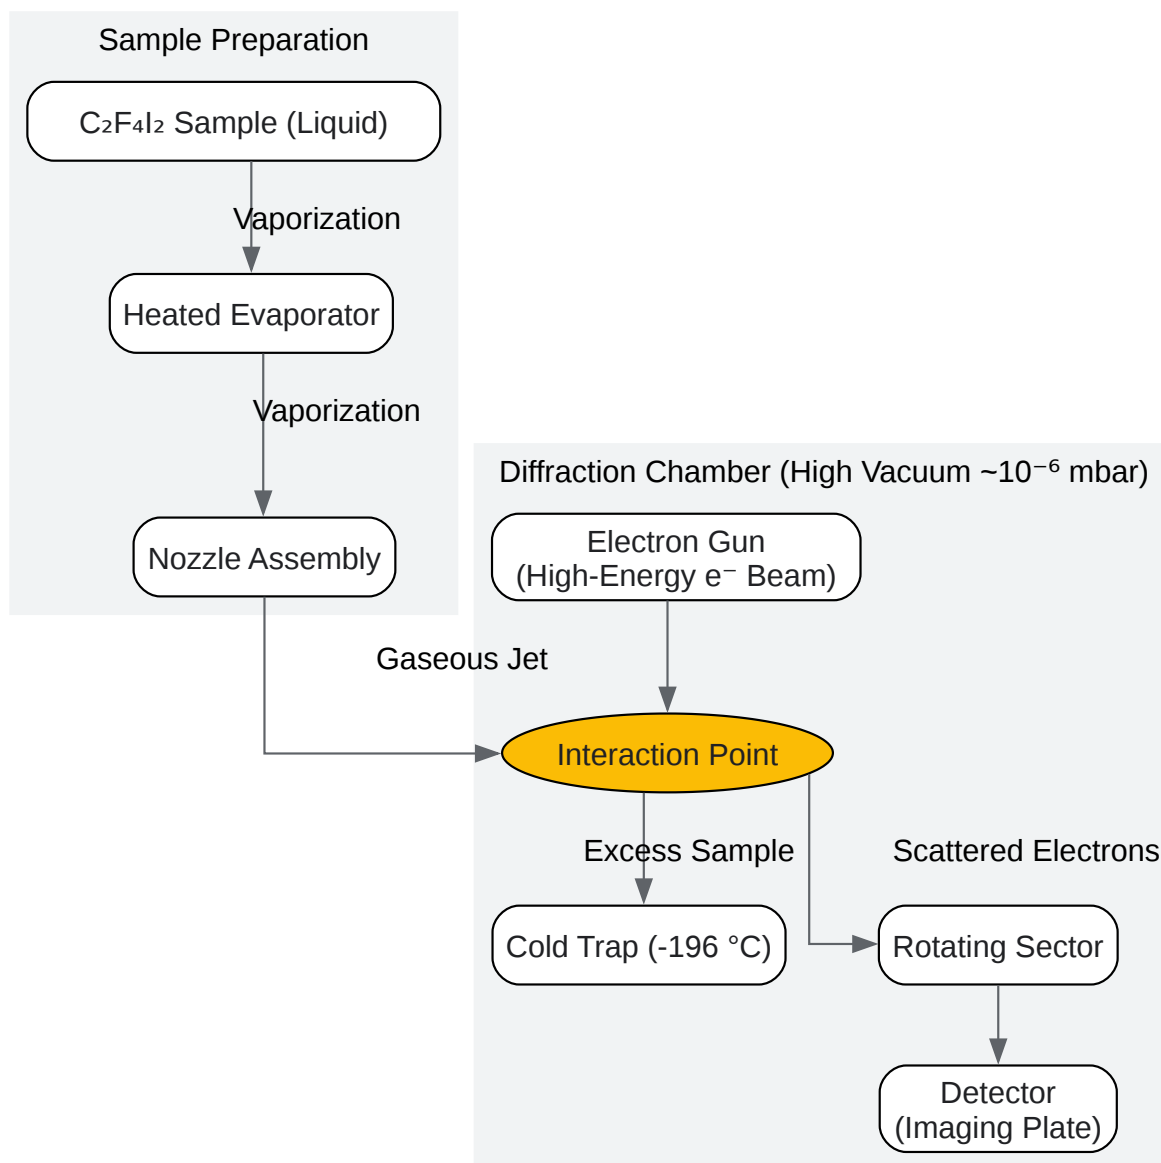 Sample Preparation
C₂F₄I₂ Sample (Liquid)
Vaporization
Heated Evaporator
Vaporization
Nozzle Assembly
Diffraction Chamber (High Vacuum ~10⁻⁶ mbar)
Electron Gun
(High-Energy e⁻ Beam)
Gaseous Jet
Interaction Point
Excess Sample
Scattered Electrons
Cold Trap (-196 °C)
Rotating Sector
Detector
(Imaging Plate)